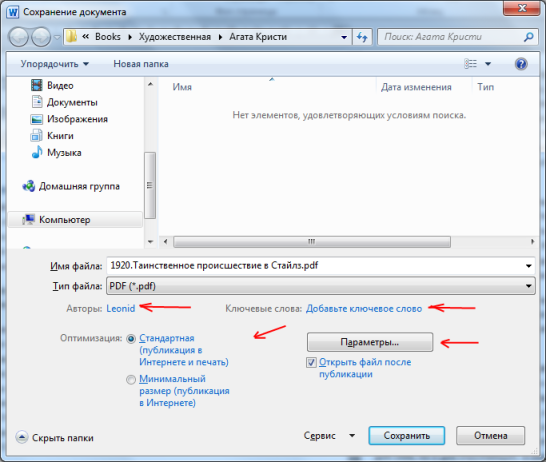 Сохранение документа
« Books ▸ Художественная ▸ Агата Кристи
Поиск: Агата Кристи
Упорядочить ▾ Новая папка
Видео
Документы
Изображения
Книги
Музыка
Домашняя группа
Компьютер
Имя Дата изменения Тип
Нет элементов, удовлетворяющих условиям поиска.
Имя файла: 1920.Таинственное происшествие в Стайлз.pdf
Тип файла: PDF (*.pdf)
Авторы: Leonid Ключевые слова: Добавьте ключевое слово
Оптимизация: Стандартная
(публикация в
Интернете и печать)
Минимальный
размер (публикация
в Интернете)
Параметры...
Открыть файл после
публикации
Скрыть папки Сервис ▾ Сохранить Отмена